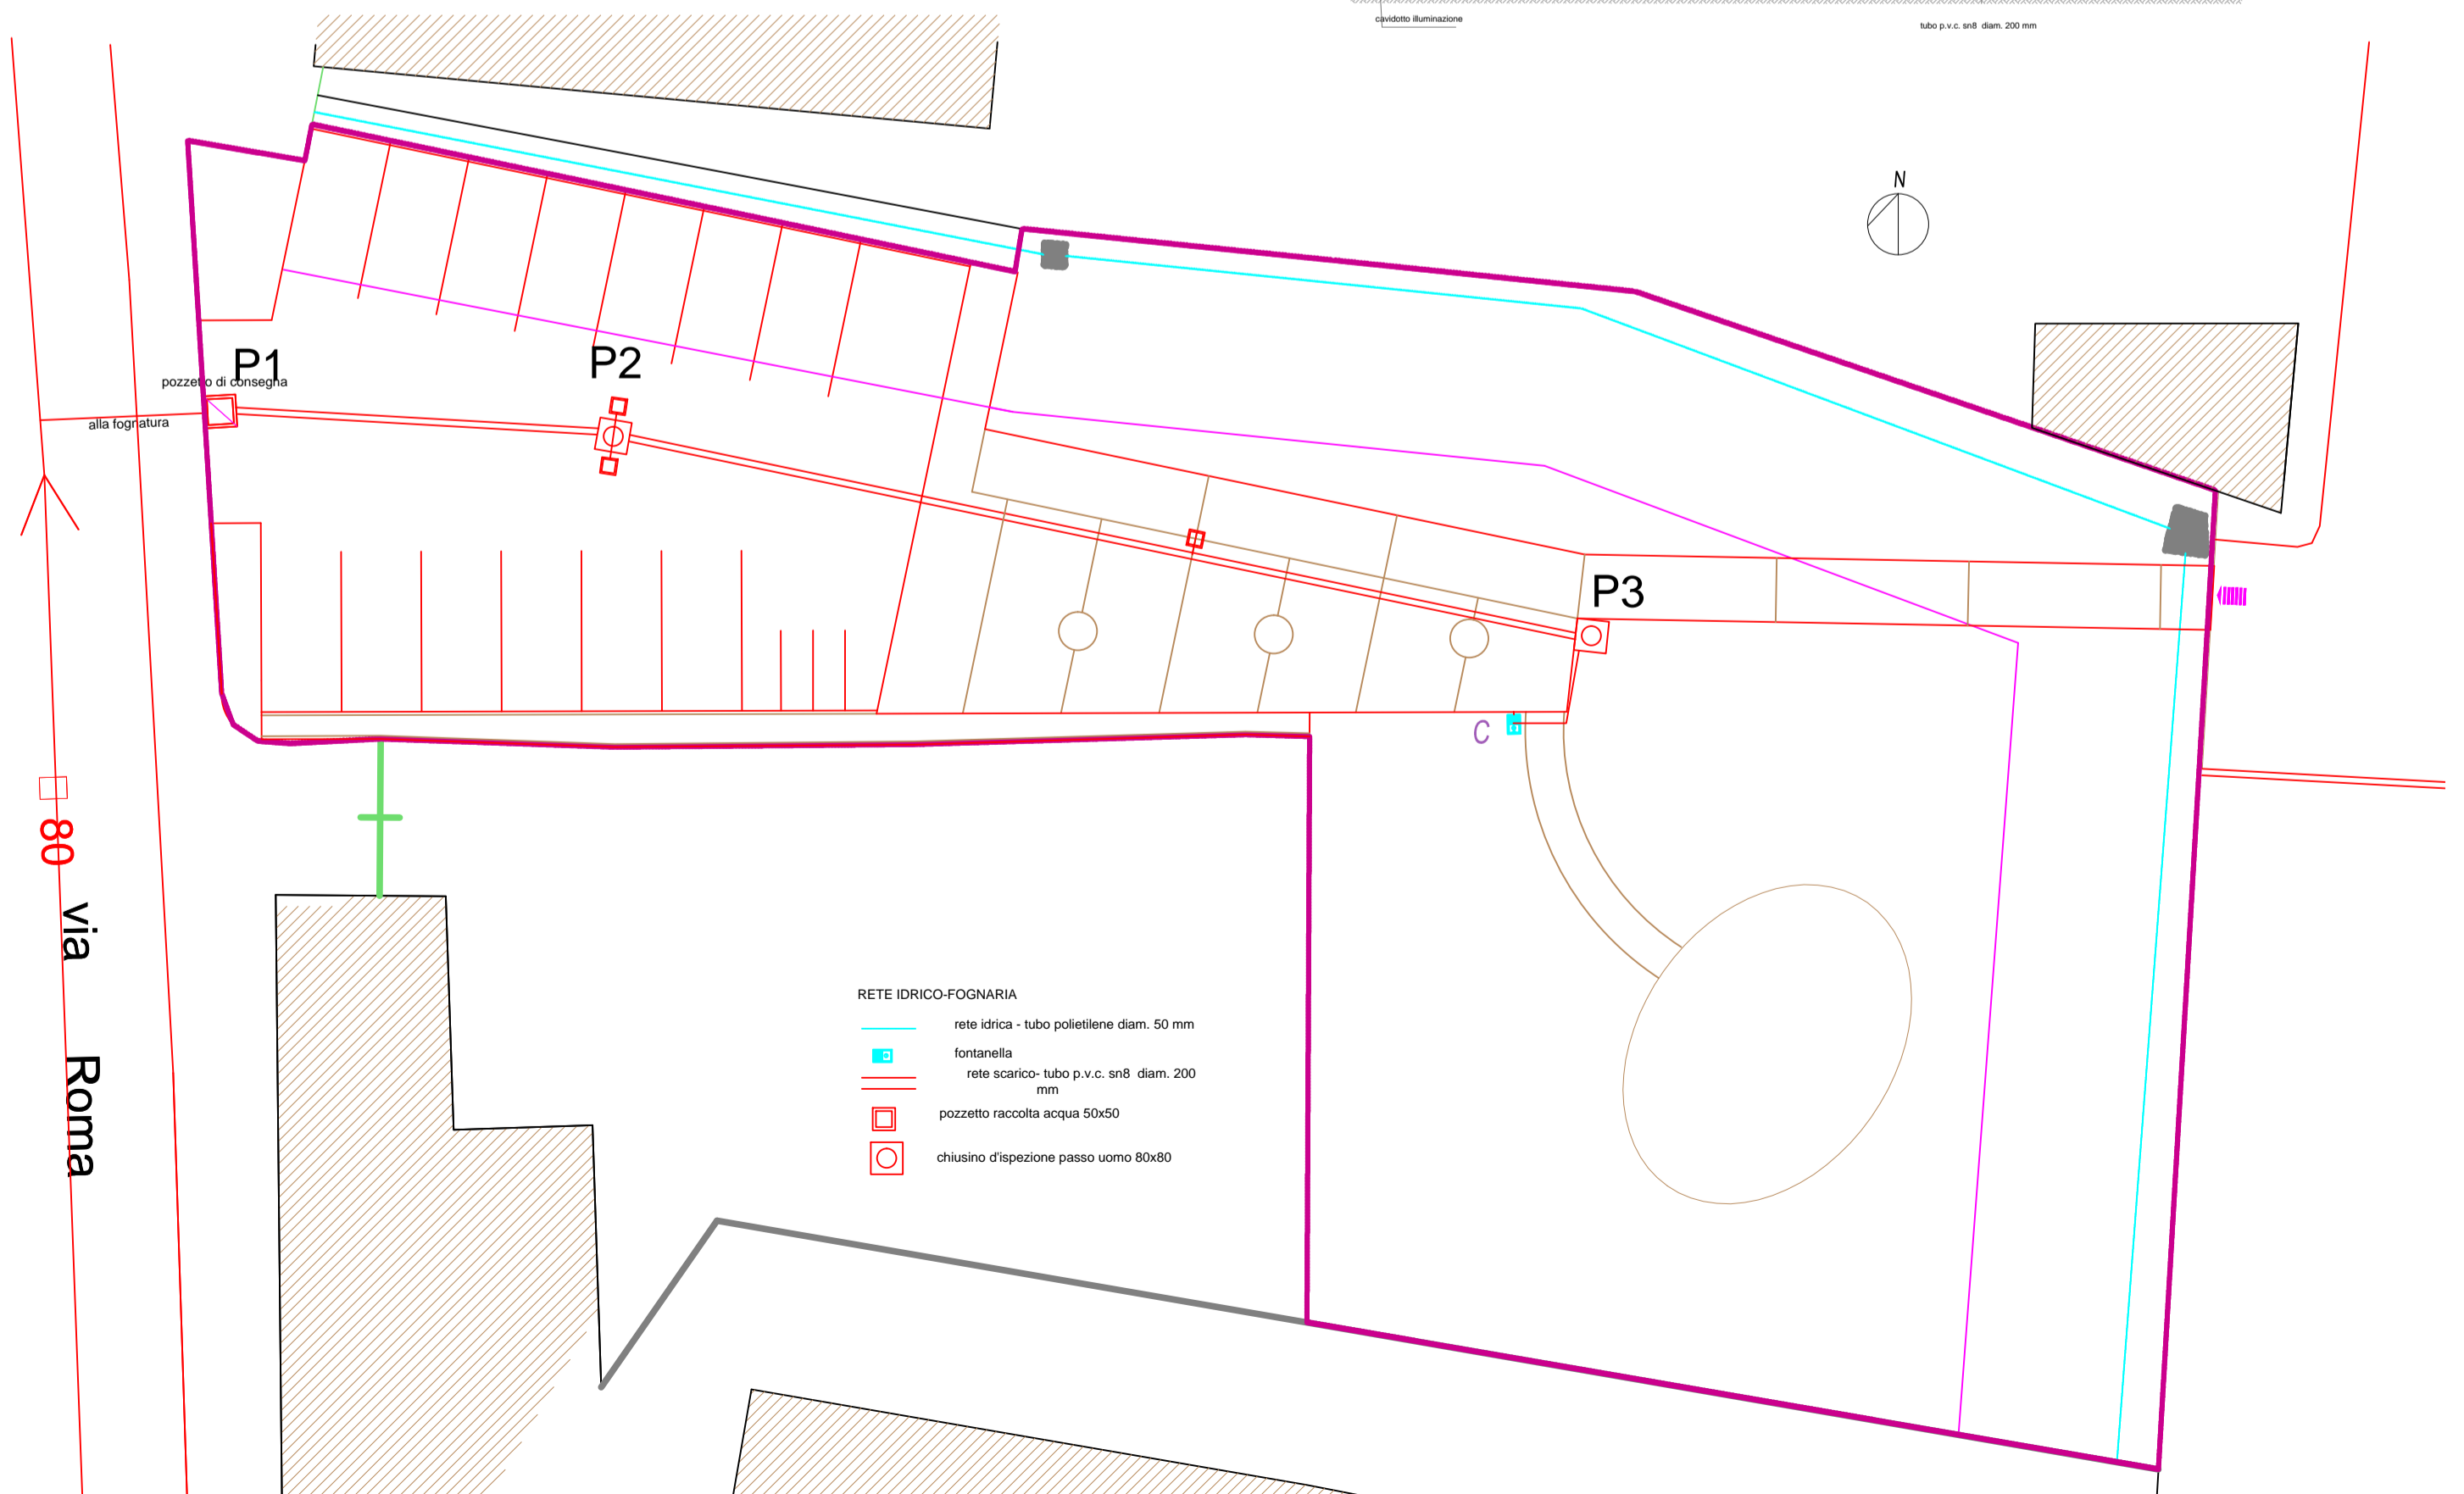 cavidotto illuminazione
tubo p.v.c. sn8 diam. 200 mm
N
P1
P2
pozzetto di consegna
alla fognatura
P3
C
80
via Roma
RETE IDRICO-FOGNARIA
rete idrica - tubo polietilene diam. 50 mm
fontanella
rete scarico- tubo p.v.c. sn8 diam. 200
mm
pozzetto raccolta acqua 50x50
chiusino d'ispezione passo uomo 80x80